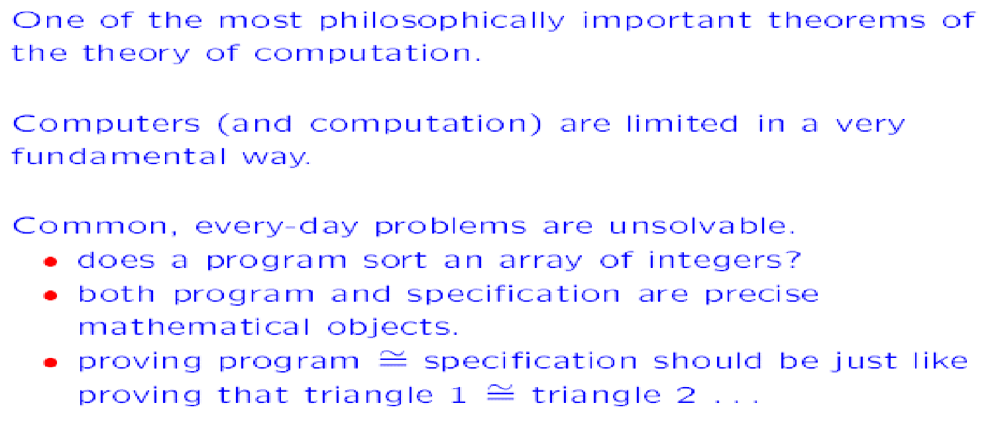 One of the most philosophically important theorems of
the theory of computation.
Computers (and computation) are limited in a very
fundamental way.
Common, every-day problems are unsolvable.
• does a program sort an array of integers?
• both program and specification are precise
mathematical objects.
• proving program ≅ specification should be just like
proving that triangle 1 ≅ triangle 2 . . .